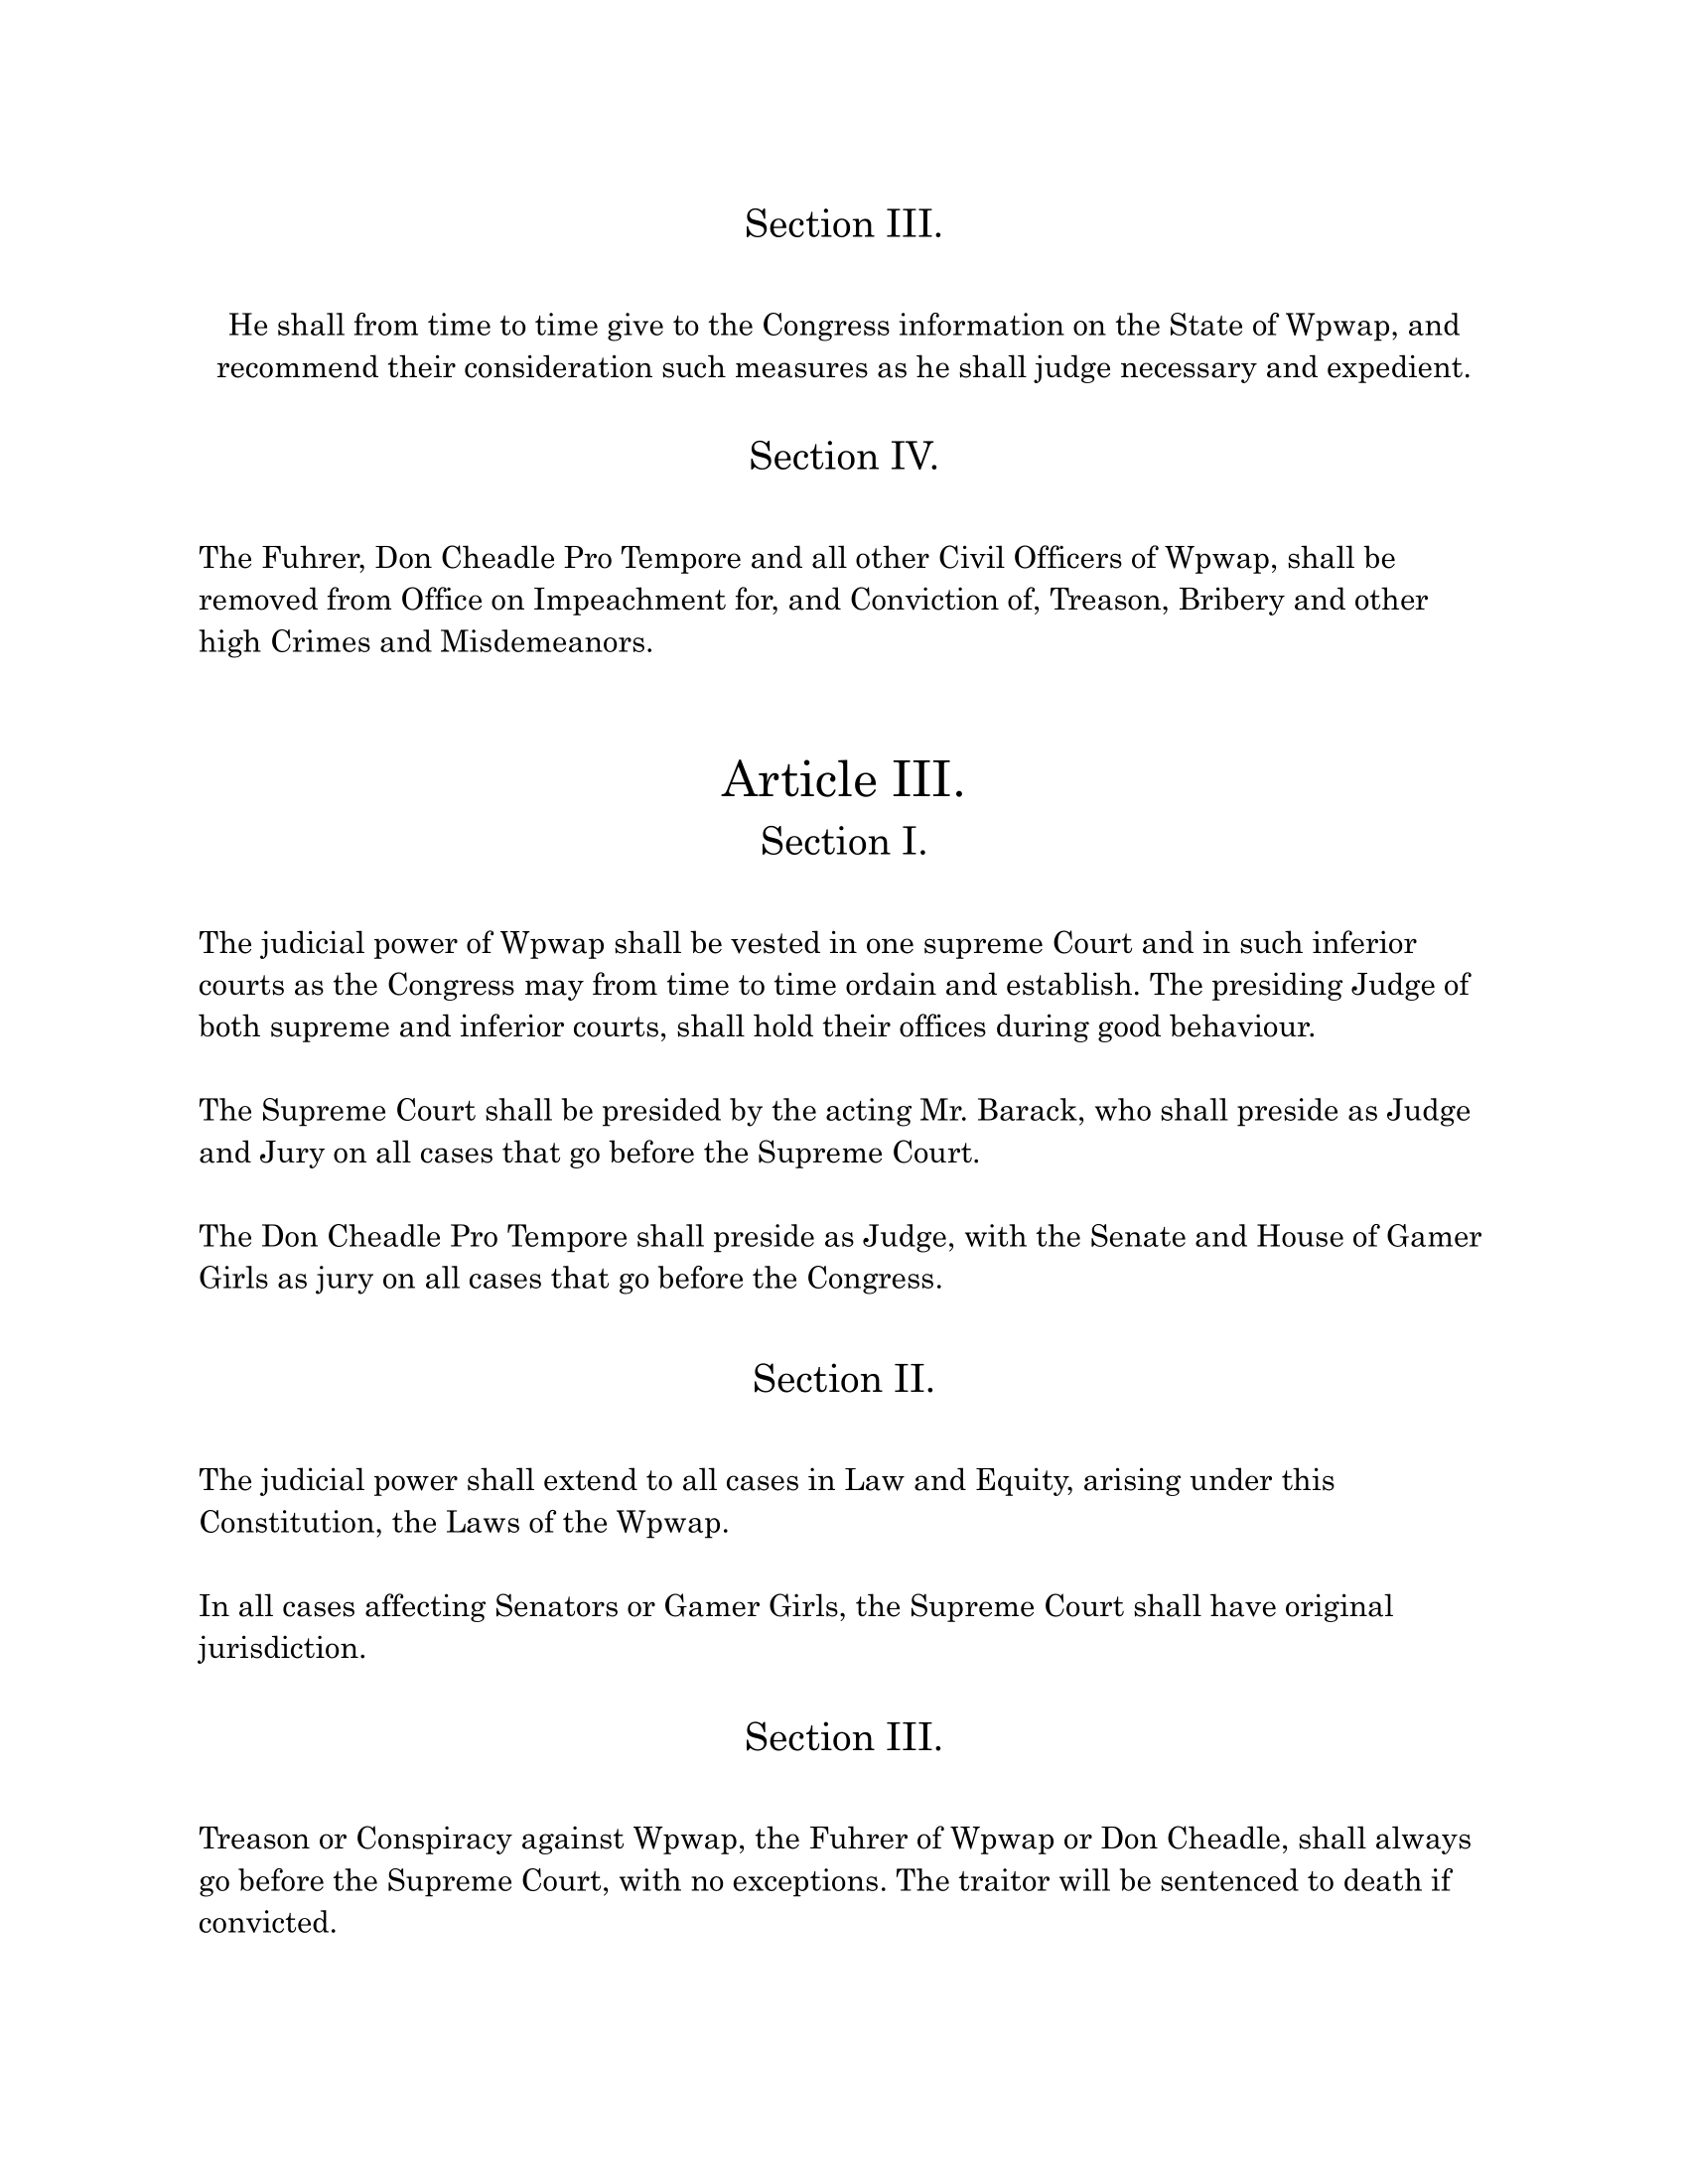 Section III.
He shall from time to time give to the Congress information on the State of Wpwap, and
recommend their consideration such measures as he shall judge necessary and expedient.
Section IV.
The Fuhrer, Don Cheadle Pro Tempore and all other Civil Officers of Wpwap, shall be
removed from Office on Impeachment for, and Conviction of, Treason, Bribery and other
high Crimes and Misdemeanors.
Article III.
Section I.
The judicial power of Wpwap shall be vested in one supreme Court and in such inferior
courts as the Congress may from time to time ordain and establish. The presiding Judge of
both supreme and inferior courts, shall hold their offices during good behaviour.
The Supreme Court shall be presided by the acting Mr. Barack, who shall preside as Judge
and Jury on all cases that go before the Supreme Court.
The Don Cheadle Pro Tempore shall preside as Judge, with the Senate and House of Gamer
Girls as jury on all cases that go before the Congress.
Section II.
The judicial power shall extend to all cases in Law and Equity, arising under this
Constitution, the Laws of the Wpwap.
In all cases affecting Senators or Gamer Girls, the Supreme Court shall have original
jurisdiction.
Section III.
Treason or Conspiracy against Wpwap, the Fuhrer of Wpwap or Don Cheadle, shall always
go before the Supreme Court, with no exceptions. The traitor will be sentenced to death if
convicted.